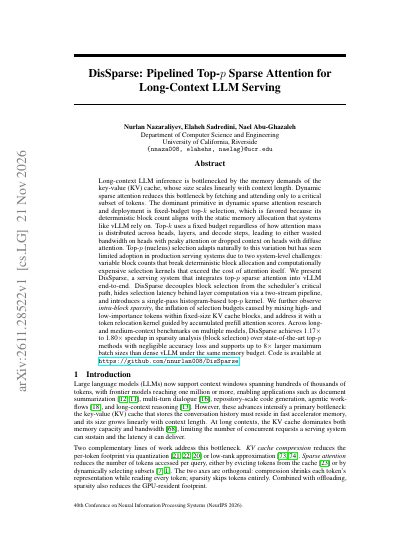 DisSparse: Pipelined Top-p Sparse Attention for
Long-Context LLM Serving
Nurlan Nazaraliyev, Elaheh Sadredini, Nael Abu-Ghazaleh
Department of Computer Science and Engineering
University of California, Riverside
{nnaza008, elahehs, naelag}@ucr.edu
Abstract
Long-context LLM inference is bottlenecked by the memory demands of the
key-value (KV) cache, whose size scales linearly with context length. Dynamic
sparse attention reduces this bottleneck by fetching and attending only to a critical
subset of tokens. The dominant primitive in dynamic sparse attention research
and deployment is fixed-budget top-k selection, which is favored because its
deterministic block count aligns with the static memory allocation that systems
like vLLM rely on. Top-k uses a fixed budget regardless of how attention mass
is distributed across heads, layers, and decode steps, leading to either wasted
bandwidth on heads with peaky attention or dropped context on heads with diffuse
attention. Top-p (nucleus) selection adapts naturally to this variation but has seen
limited adoption in production serving systems due to two system-level challenges:
variable block counts that break deterministic block allocation and computationally
expensive selection kernels that exceed the cost of attention itself. We present
DisSparse, a serving system that integrates top-p sparse attention into vLLM
end-to-end. DisSparse decouples block selection from the scheduler's critical
path, hides selection latency behind layer computation via a two-stream pipeline,
and introduces a single-pass histogram-based top-p kernel. We further observe
intra-block sparsity, the inflation of selection budgets caused by mixing high- and
low-importance tokens within fixed-size KV cache blocks, and address it with a
token relocation kernel guided by accumulated prefill attention scores. Across long-
and medium-context benchmarks on multiple models, DisSparse achieves 1.17×
to 1.80× speedup in sparsity analysis (block selection) over state-of-the-art top-p
methods with negligible accuracy loss and supports up to 8× larger maximum
batch sizes than dense vLLM under the same memory budget. Code is available at
https://github.com/nnurlan008/DisSparse
1 Introduction
Large language models (LLMs) now support context windows spanning hundreds of thousands of
tokens, with frontier models reaching one million or more, enabling applications such as document
summarization [12, 11], multi-turn dialogue [16], repository-scale code generation, agentic work-
flows [18], and long-context reasoning [13]. However, these advances intensify a primary bottleneck:
the key-value (KV) cache that stores the conversation history must reside in fast accelerator memory,
and its size grows linearly with context length. At long contexts, the KV cache dominates both
memory capacity and bandwidth [68], limiting the number of concurrent requests a serving system
can sustain and the latency it can deliver.
Two complementary lines of work address this bottleneck. KV cache compression reduces the
per-token footprint via quantization [21, 22, 20] or low-rank approximation [73, 74]. Sparse attention
reduces the number of tokens accessed per query, either by evicting tokens from the cache [23] or by
dynamically selecting subsets [7, 1]. The two axes are orthogonal: compression shrinks each token's
representation while reading every token; sparsity skips tokens entirely. Combined with offloading,
sparsity also reduces the GPU-resident footprint.
40th Conference on Neural Information Processing Systems (NeurIPS 2026).
arXiv:2611.28522v1 [cs.LG] 21 Nov 2026